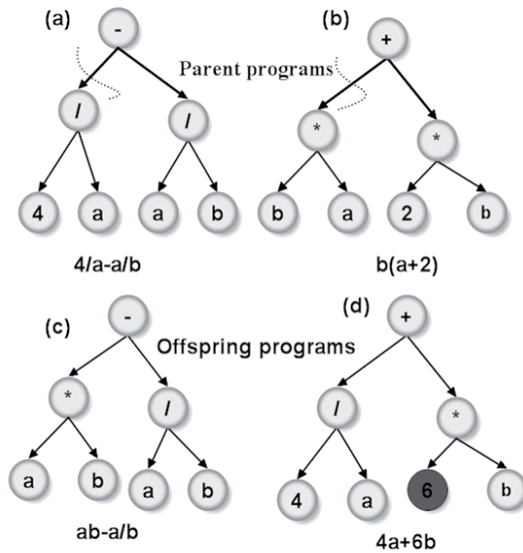 (a)
-
(b)
+
Parent programs
/
/
*
*
4
a
a
b
b
a
2
b
4/a-a/b
b(a+2)
(c)
-
Offspring programs
(d)
+
*
/
/
*
a
b
a
b
4
a
6
b
ab-a/b
4a+6b